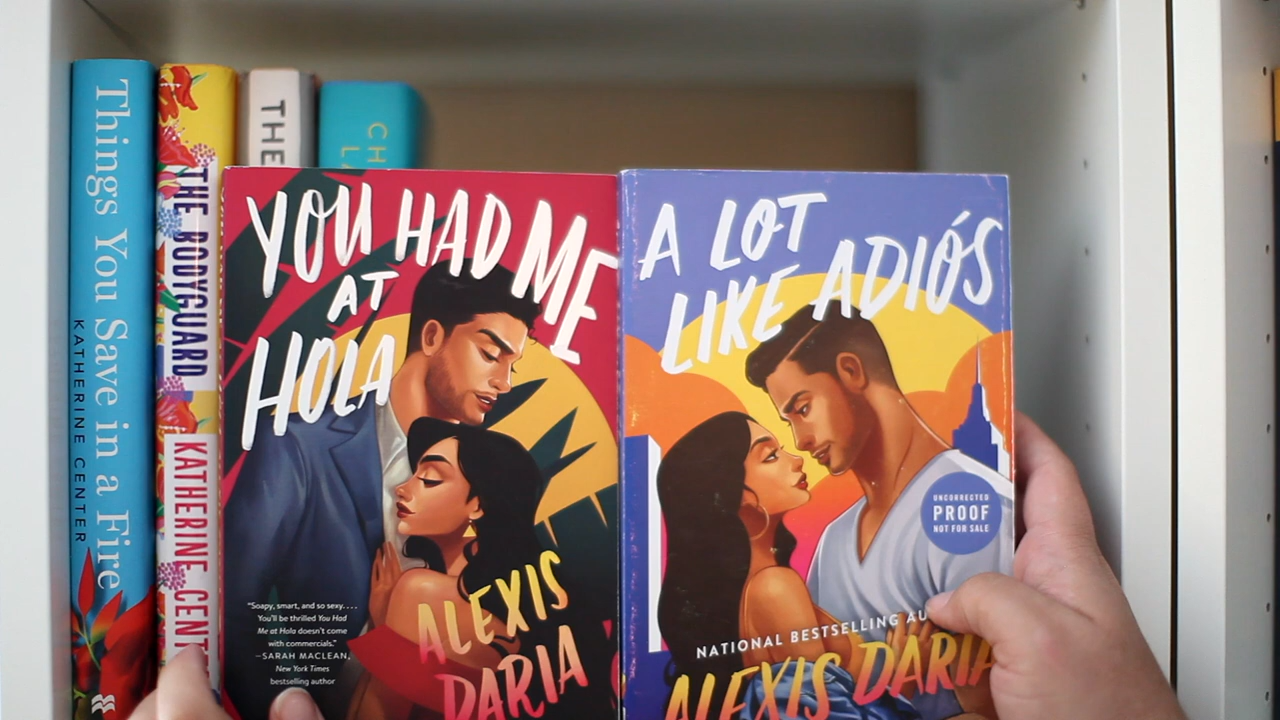 Things You Save in a Fire
KATHERINE CENTER
THE BODYGUARD
KATHERINE CENT
THE
CH
YOU HAD ME
AT
HOLA
"Soapy, smart, and so sexy. . . .
You'll be thrilled You Had
Me at Hola doesn't come
with commercials."
—SARAH MACLEAN,
New York Times
bestselling author
ALEXIS
DARIA
A LOT
LIKE ADIÓS
UNCORRECTED
PROOF
NOT FOR SALE
NATIONAL BESTSELLING AU
ALEXIS DARIA